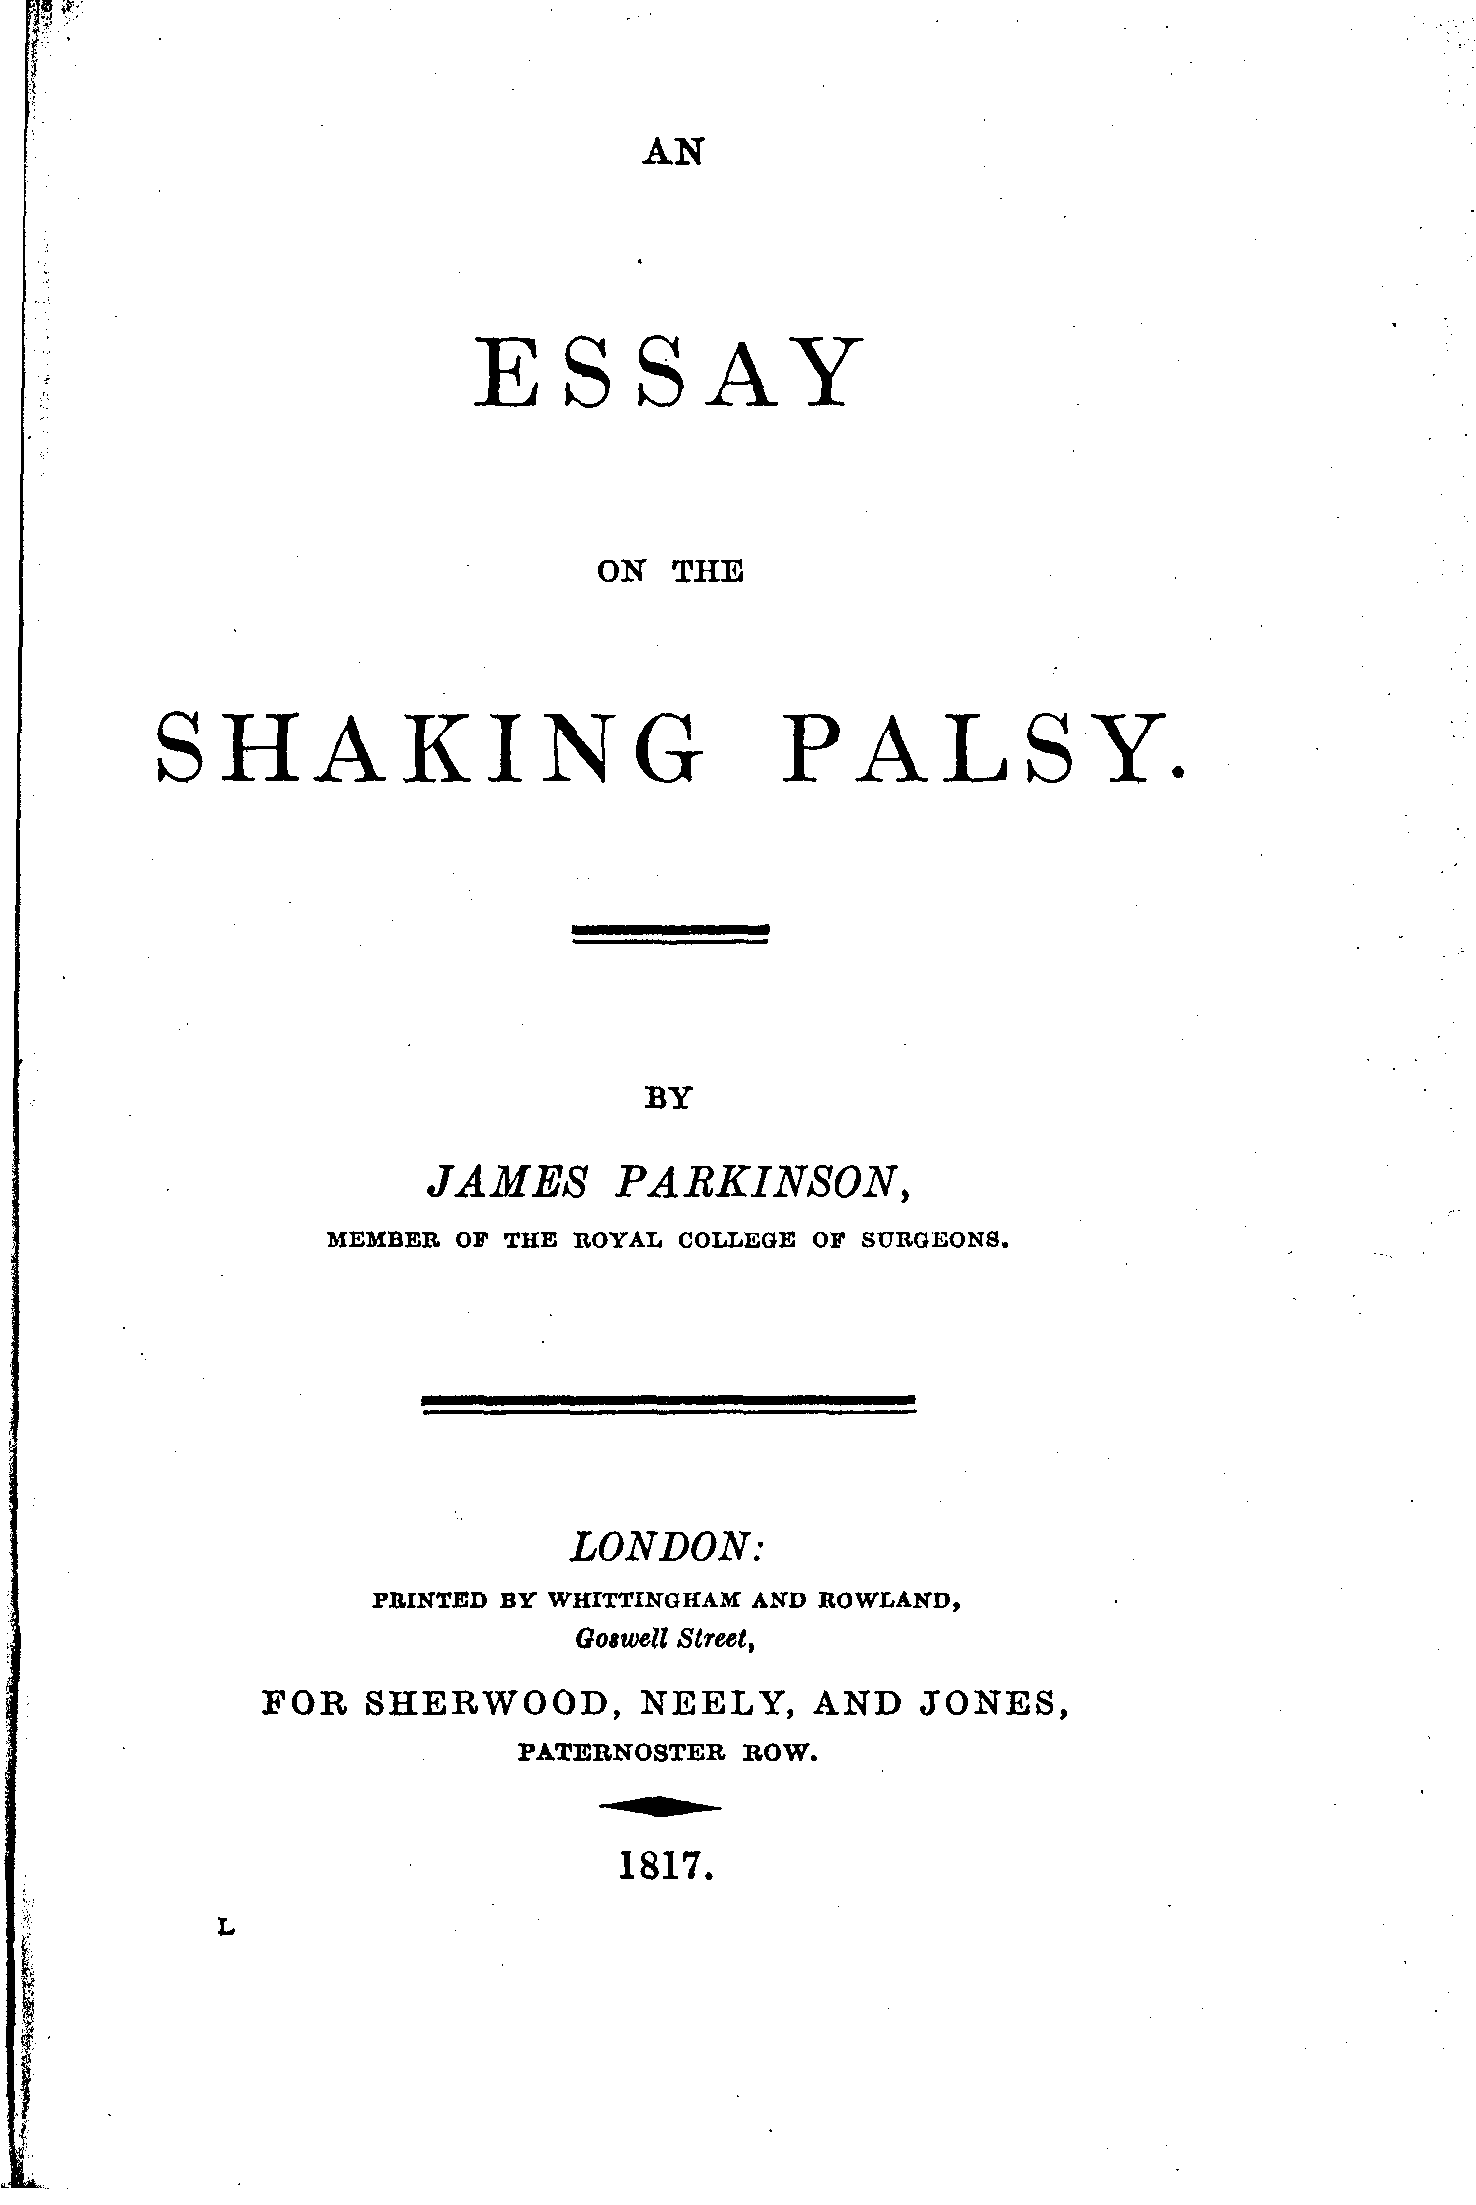 AN
ESSAY
ON THE
SHAKING PALSY.
BY
JAMES PARKINSON,
MEMBER OF THE ROYAL COLLEGE OF SURGEONS.
LONDON:
PRINTED BY WHITTINGHAM AND ROWLAND,
Goswell Street,
FOR SHERWOOD, NEELY, AND JONES,
PATERNOSTER ROW.
1817.
L